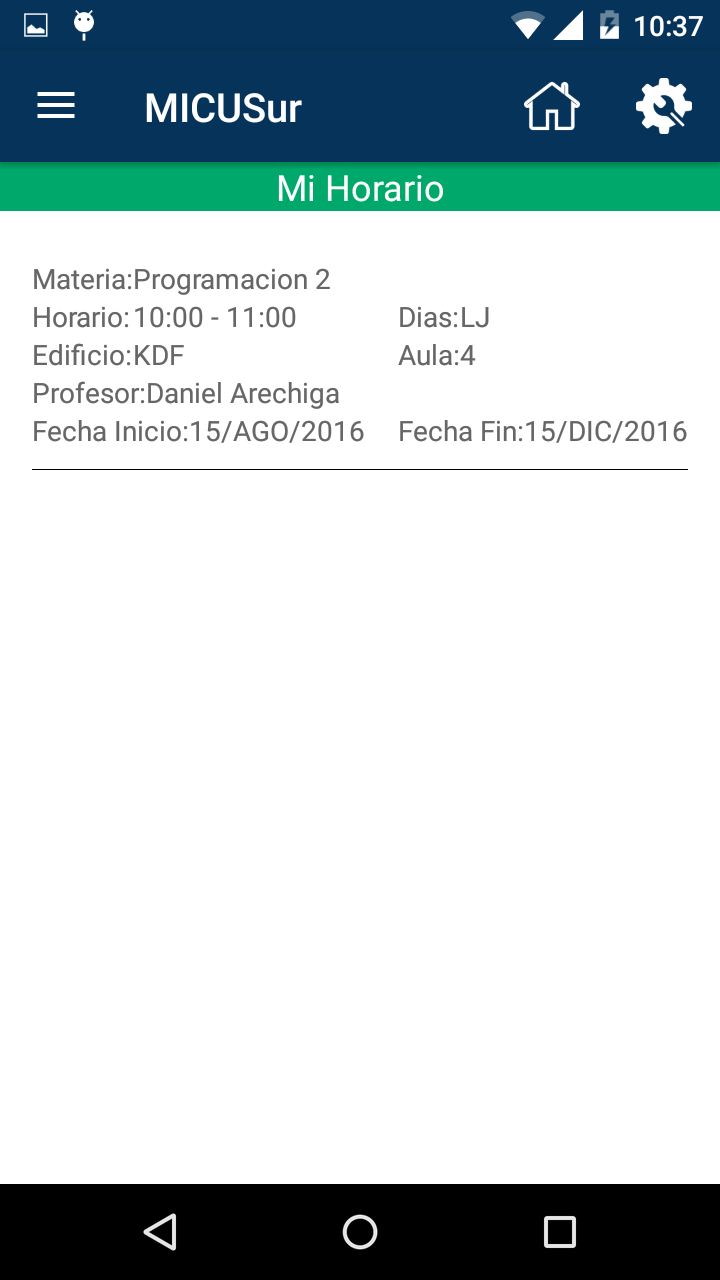 10:37
MICUSur
Mi Horario
Materia:Programacion 2
Horario: 10:00 - 11:00 Dias:LJ
Edificio:KDF Aula:4
Profesor:Daniel Arechiga
Fecha Inicio:15/AGO/2016 Fecha Fin:15/DIC/2016